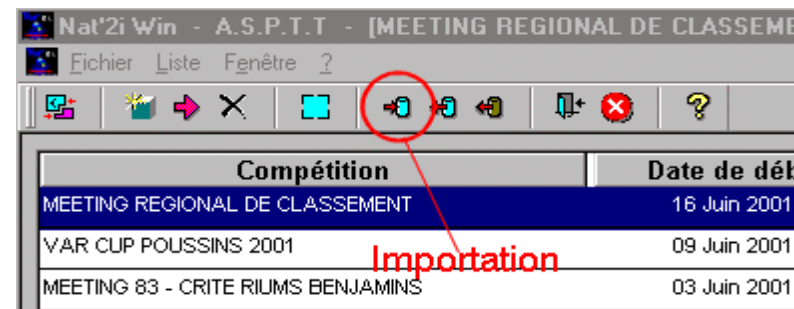 Nat'2i Win - A.S.P.T.T - [MEETING REGIONAL DE CLASSEME
Fichier Liste Fenêtre ?
Compétition Date de déb
MEETING REGIONAL DE CLASSEMENT 16 Juin 2001
VAR CUP POUSSINS 2001 09 Juin 2001
Importation
MEETING 83 - CRITE RIUMS BENJAMINS 03 Juin 2001